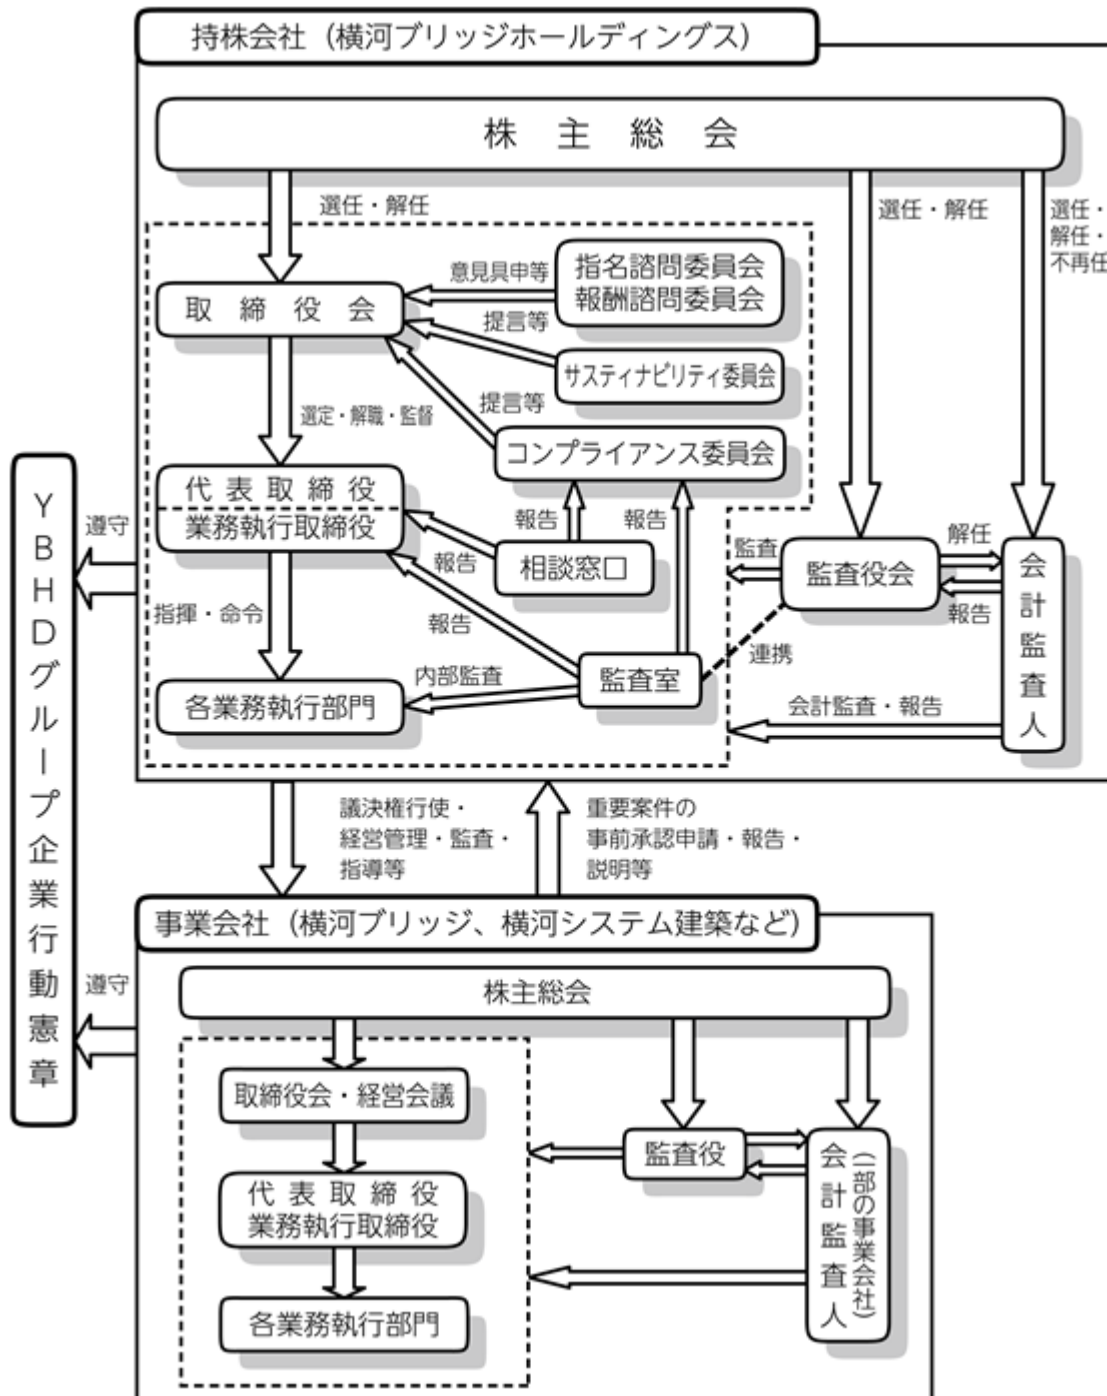 持株会社（横河ブリッジホールディングス）
株主総会
選任・解任
選任・解任
選任・
解任・
不再任
指名諮問委員会
報酬諮問委員会
意見具申等
取締役会
提言等
サスティナビリティ委員会
提言等
選定・解職・監督
コンプライアンス委員会
代表取締役
業務執行取締役
報告
報告
報告
相談窓口
監査
監査役会
解任
報告
会計監査人
指揮・命令
報告
連携
内部監査
監査室
各業務執行部門
会計監査・報告
遵守
YBHDグループ企業行動憲章
議決権行使・
経営管理・監査・
指導等
重要案件の
事前承認申請・報告・
説明等
事業会社（横河ブリッジ、横河システム建築など）
遵守
株主総会
取締役会・経営会議
監査役
会計監査人
（一部の事業会社）
代表取締役
業務執行取締役
各業務執行部門